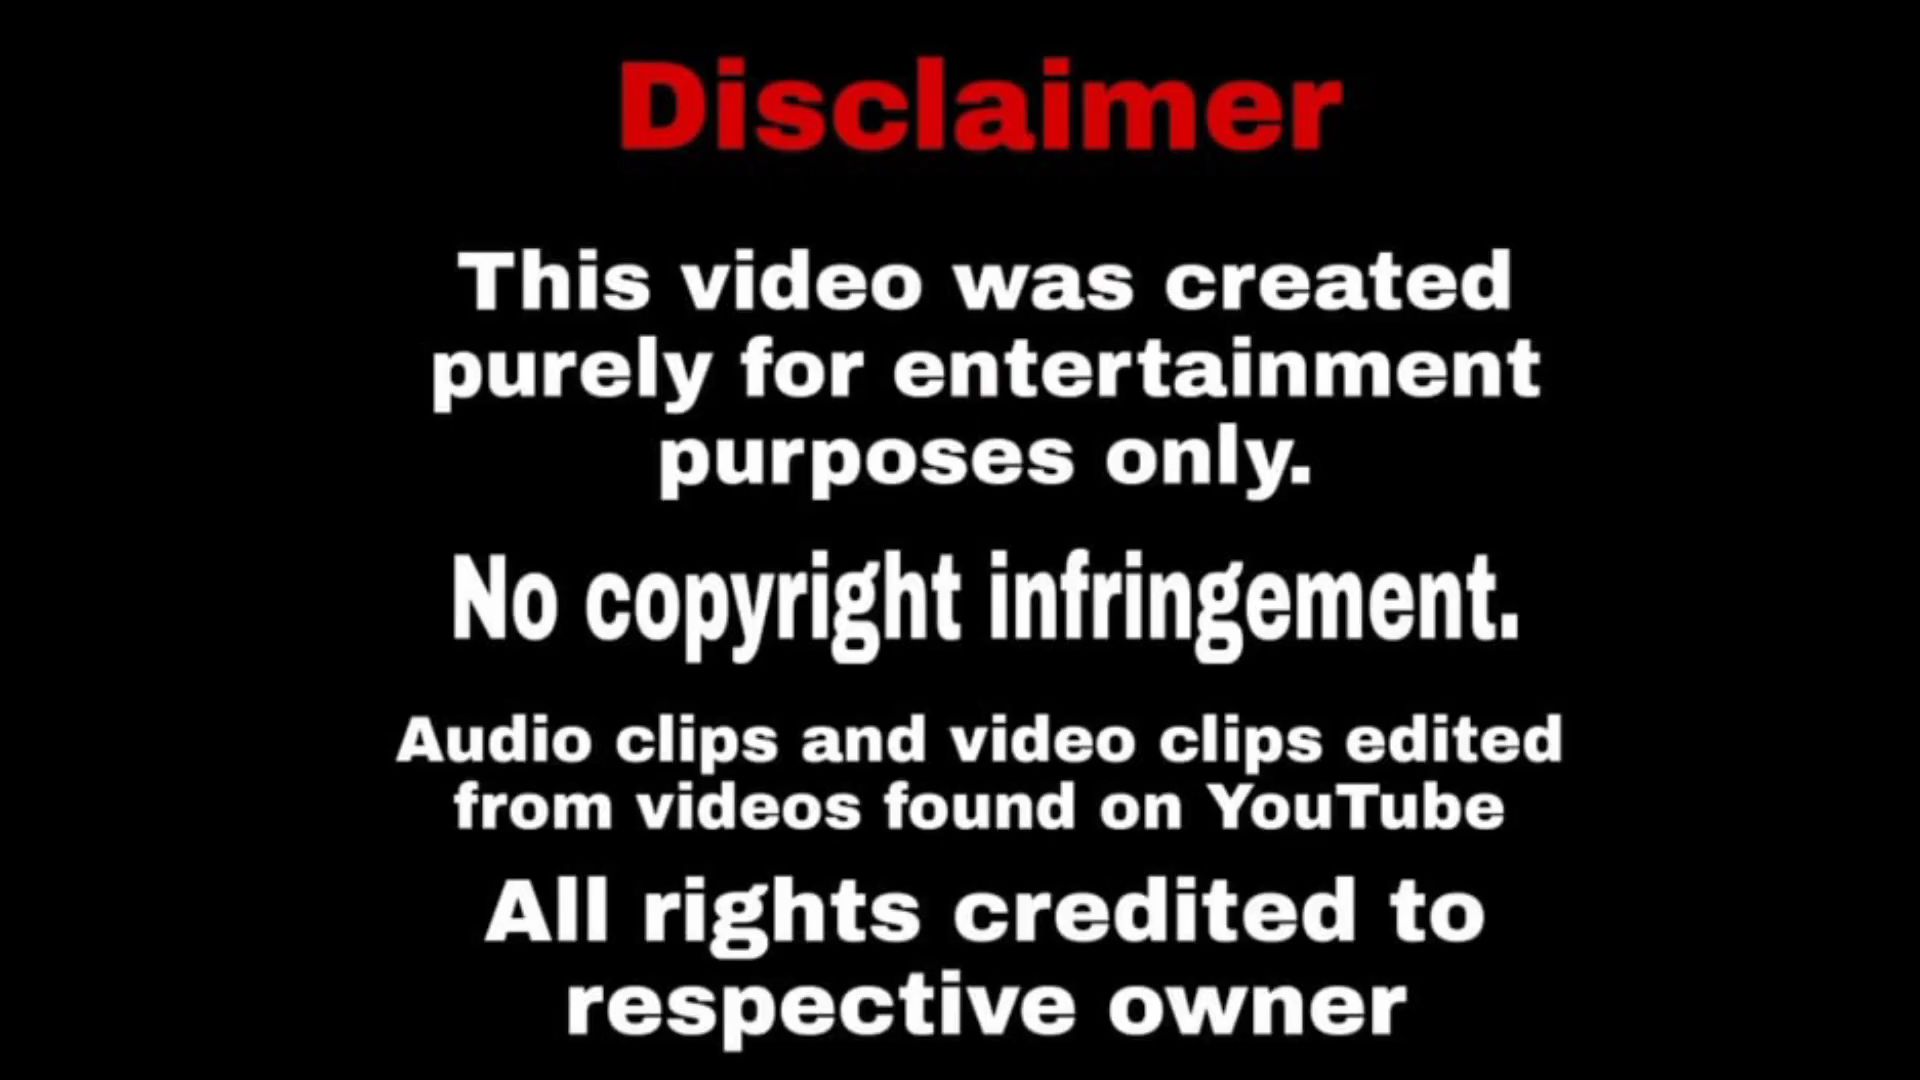 Disclaimer
This video was created
purely for entertainment
purposes only.
No copyright infringement.
Audio clips and video clips edited
from videos found on YouTube
All rights credited to
respective owner